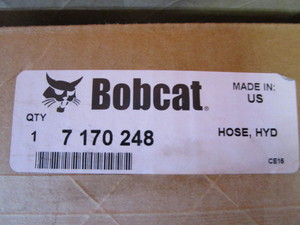 Bobcat®
MADE IN:
US
QTY
1 7 170 248 HOSE, HYD
CE16